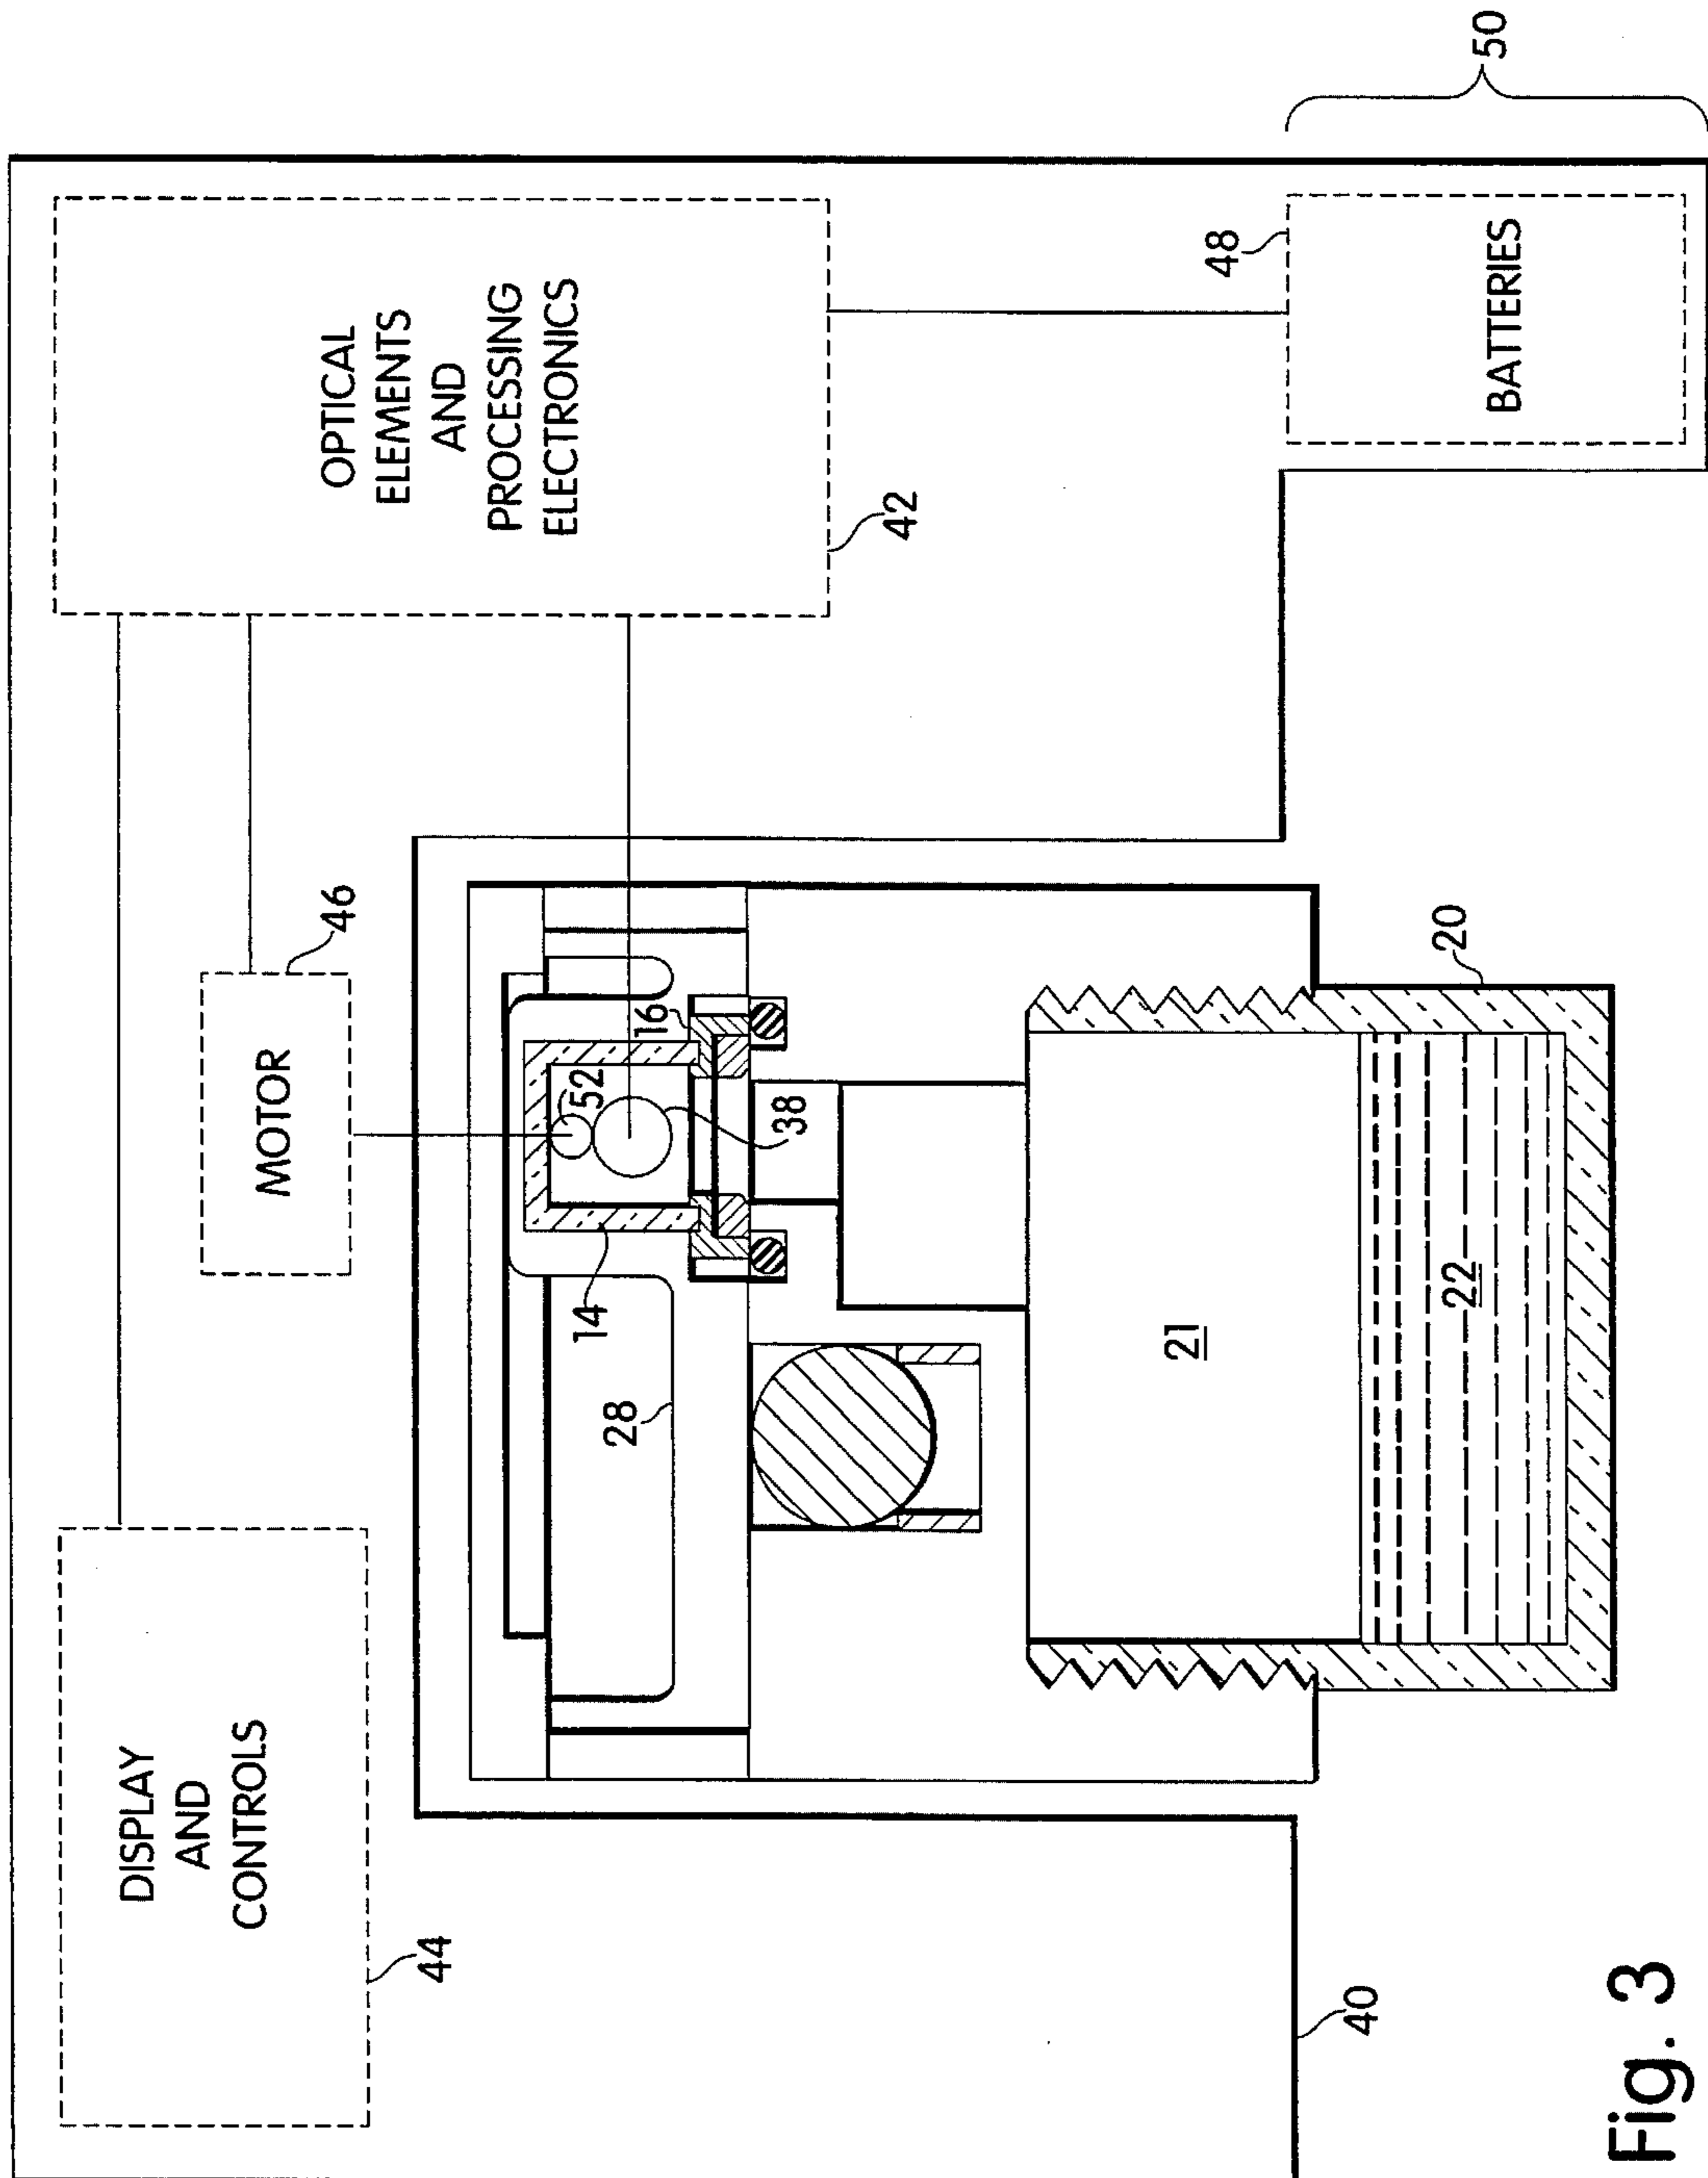 DISPLAY
AND
CONTROLS
44
MOTOR
46
OPTICAL
ELEMENTS
AND
PROCESSING
ELECTRONICS
42
48
BATTERIES
50
14
52
16
38
28
21
22
20
40
Fig. 3